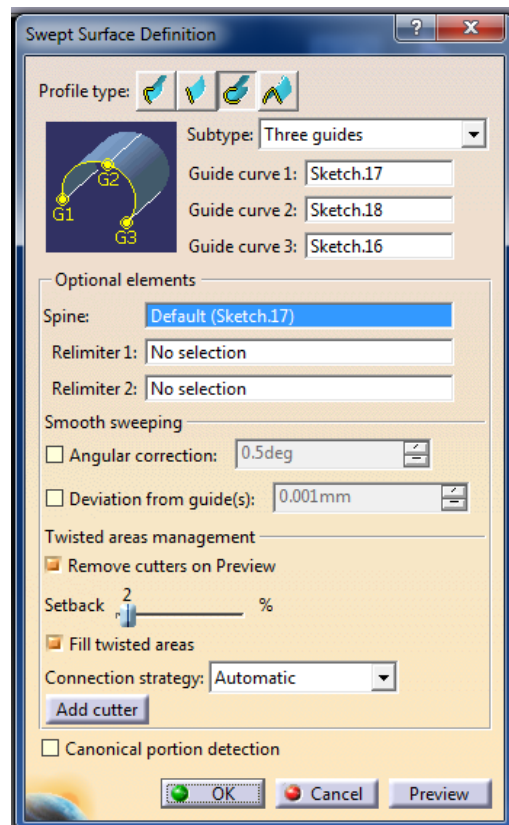 Swept Surface Definition
? X
Profile type:
Subtype: Three guides
G1 G2 G3
Guide curve 1: Sketch.17
Guide curve 2: Sketch.18
Guide curve 3: Sketch.16
Optional elements
Spine: Default (Sketch.17)
Relimiter 1: No selection
Relimiter 2: No selection
Smooth sweeping
Angular correction: 0.5deg
Deviation from guide(s): 0.001mm
Twisted areas management
Remove cutters on Preview
Setback 2 %
Fill twisted areas
Connection strategy: Automatic
Add cutter
Canonical portion detection
OK Cancel Preview